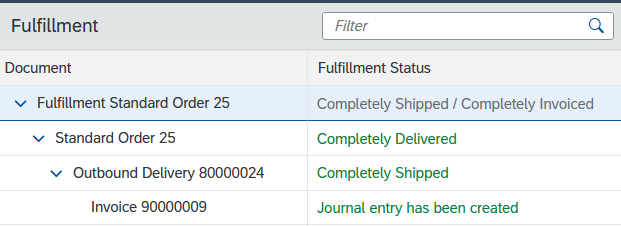 Fulfillment
Filter
Document Fulfillment Status
Fulfillment Standard Order 25 Completely Shipped / Completely Invoiced
Standard Order 25 Completely Delivered
Outbound Delivery 80000024 Completely Shipped
Invoice 90000009 Journal entry has been created